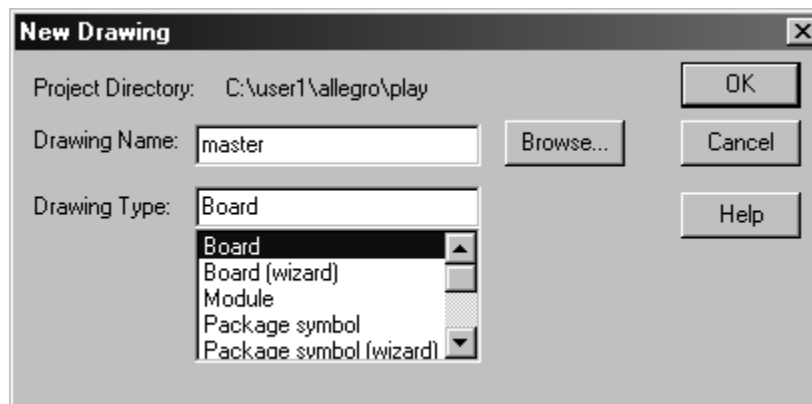 New Drawing
Project Directory: C:\user1\allegro\play
OK
Drawing Name: master
Browse...
Cancel
Drawing Type: Board
Help
Board
Board (wizard)
Module
Package symbol
Package symbol (wizard)